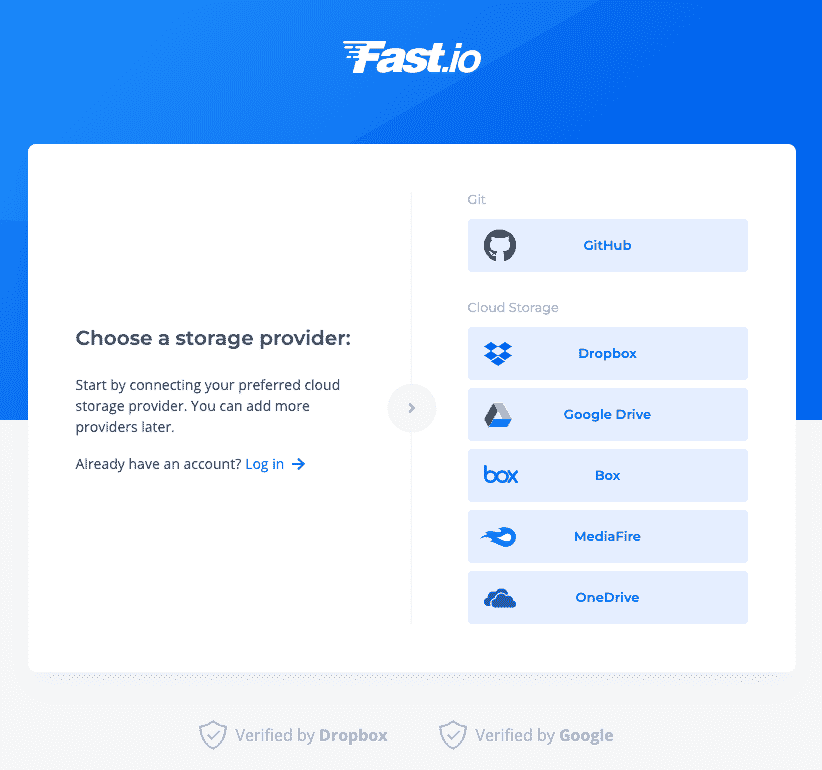 Fast.io
Choose a storage provider:
Start by connecting your preferred cloud
storage provider. You can add more
providers later.
Already have an account? Log in
Git
GitHub
Cloud Storage
Dropbox
Google Drive
box Box
MediaFire
OneDrive
Verified by Dropbox
Verified by Google